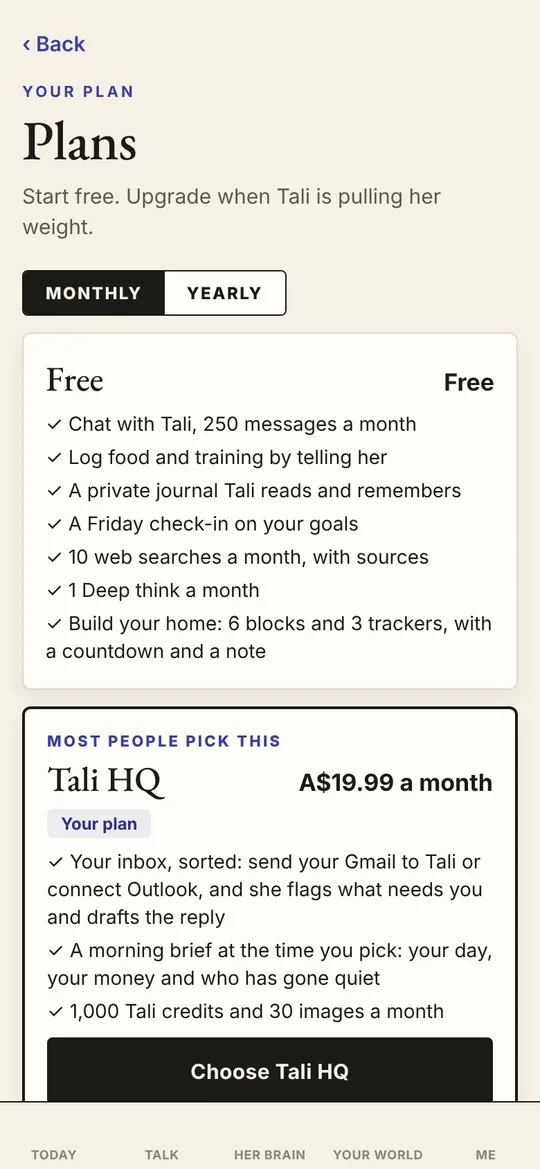 ‹ Back
YOUR PLAN
Plans
Start free. Upgrade when Tali is pulling her
weight.
MONTHLY
YEARLY
Free
Free
✓ Chat with Tali, 250 messages a month
✓ Log food and training by telling her
✓ A private journal Tali reads and remembers
✓ A Friday check-in on your goals
✓ 10 web searches a month, with sources
✓ 1 Deep think a month
✓ Build your home: 6 blocks and 3 trackers, with
a countdown and a note
MOST PEOPLE PICK THIS
Tali HQ
A$19.99 a month
Your plan
✓ Your inbox, sorted: send your Gmail to Tali or
connect Outlook, and she flags what needs you
and drafts the reply
✓ A morning brief at the time you pick: your day,
your money and who has gone quiet
✓ 1,000 Tali credits and 30 images a month
Choose Tali HQ
TODAY
TALK
HER BRAIN
YOUR WORLD
ME